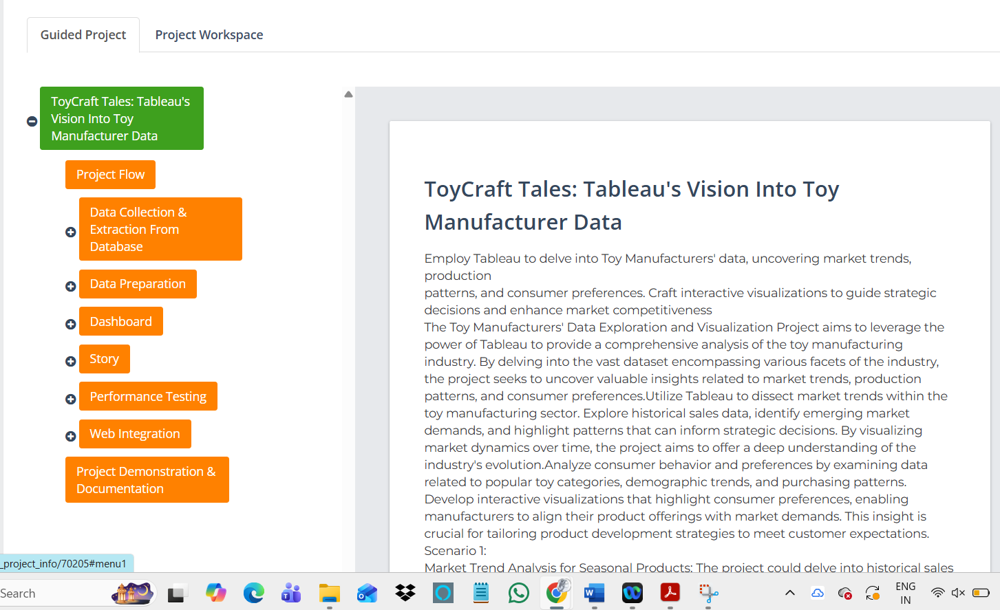 Guided Project
Project Workspace
ToyCraft Tales: Tableau's
Vision Into Toy
Manufacturer Data
Project Flow
Data Collection &
Extraction From
Database
Data Preparation
Dashboard
Story
Performance Testing
Web Integration
Project Demonstration &
Documentation
ToyCraft Tales: Tableau's Vision Into Toy
Manufacturer Data
Employ Tableau to delve into Toy Manufacturers' data, uncovering market trends,
production
patterns, and consumer preferences. Craft interactive visualizations to guide strategic
decisions and enhance market competitiveness
The Toy Manufacturers' Data Exploration and Visualization Project aims to leverage the
power of Tableau to provide a comprehensive analysis of the toy manufacturing
industry. By delving into the vast dataset encompassing various facets of the industry,
the project seeks to uncover valuable insights related to market trends, production
patterns, and consumer preferences.Utilize Tableau to dissect market trends within the
toy manufacturing sector. Explore historical sales data, identify emerging market
demands, and highlight patterns that can inform strategic decisions. By visualizing
market dynamics over time, the project aims to offer a deep understanding of the
industry's evolution.Analyze consumer behavior and preferences by examining data
related to popular toy categories, demographic trends, and purchasing patterns.
Develop interactive visualizations that highlight consumer preferences, enabling
manufacturers to align their product offerings with market demands. This insight is
crucial for tailoring product development strategies to meet customer expectations.
Scenario 1:
Market Trend Analysis for Seasonal Products: The project could delve into historical sales
_project_info/70205#menu1
Search
ENG
IN